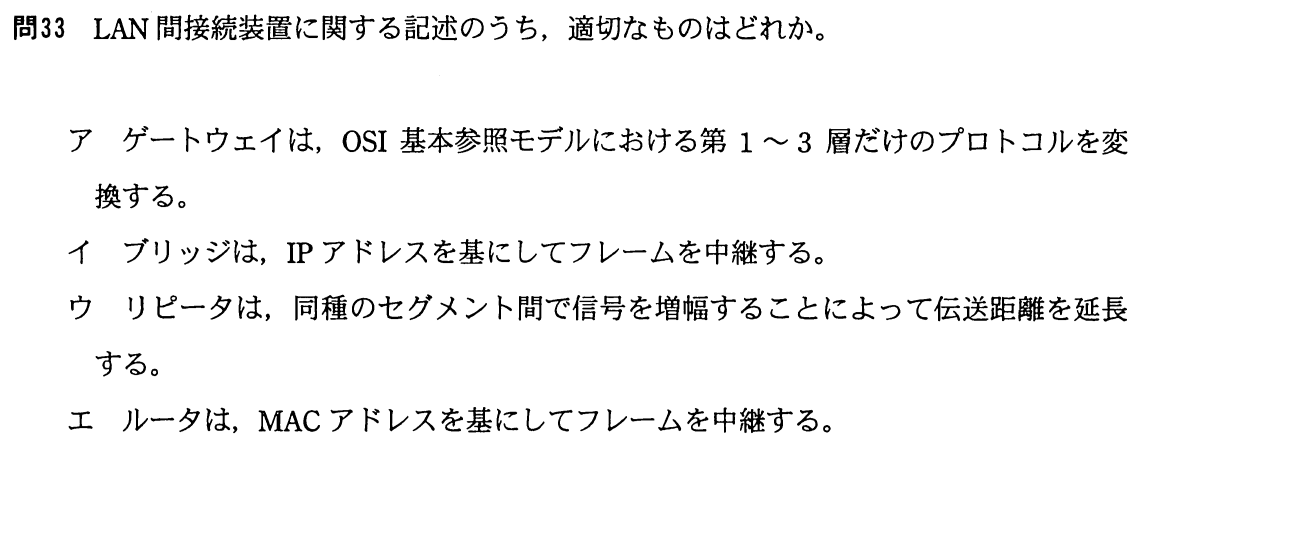 問33 LAN 間接続装置に関する記述のうち，適切なものはどれか。
ア ゲートウェイは，OSI 基本参照モデルにおける第 1 ～ 3 層だけのプロトコルを変
換する。
イ ブリッジは，IP アドレスを基にしてフレームを中継する。
ウ リピータは，同種のセグメント間で信号を増幅することによって伝送距離を延長
する。
エ ルータは，MAC アドレスを基にしてフレームを中継する。